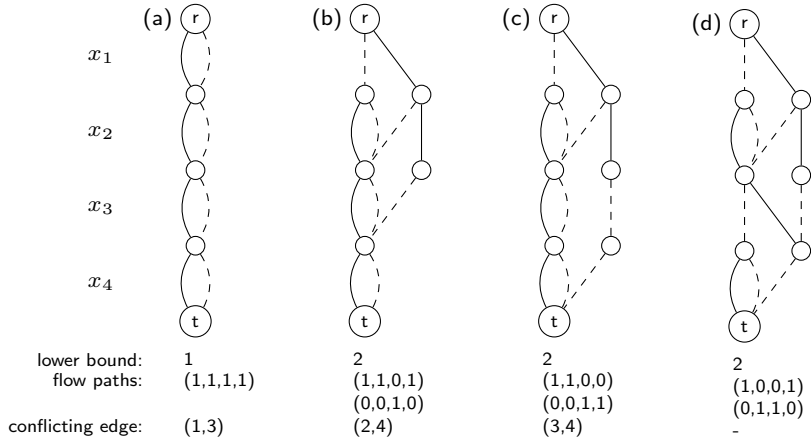 (a) (b) (c) (d)
r r r r
x₁
x₂
x₃
x₄
t t t t
lower bound: 1 2 2 2
flow paths: (1,1,1,1) (1,1,0,1) (1,1,0,0) (1,0,0,1)
(0,0,1,0) (0,0,1,1) (0,1,1,0)
conflicting edge: (1,3) (2,4) (3,4) -